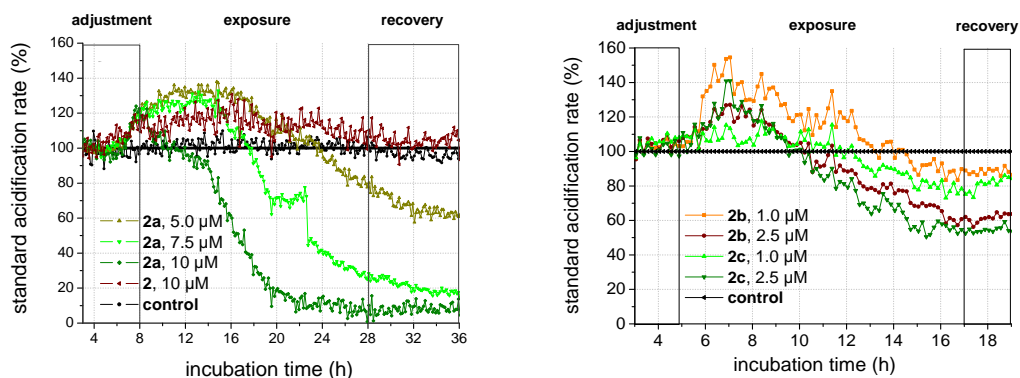 adjustment exposure recovery
standard acidification rate (%)
160
140
120
100
80
60
40
20
0
2a, 5.0 µM
2a, 7.5 µM
2a, 10 µM
2, 10 µM
control
4 8 12 16 20 24 28 32 36
incubation time (h)
adjustment exposure recovery
standard acidification rate (%)
160
140
120
100
80
60
40
20
0
2b, 1.0 µM
2b, 2.5 µM
2c, 1.0 µM
2c, 2.5 µM
control
4 6 8 10 12 14 16 18
incubation time (h)